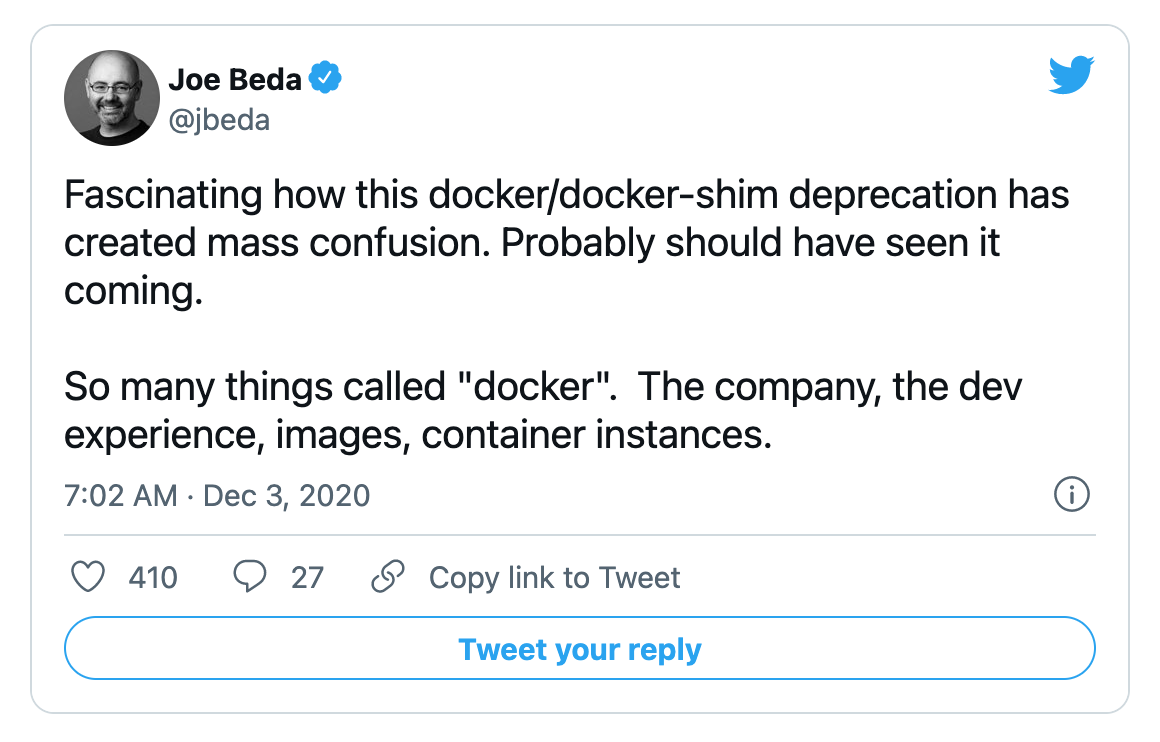 Joe Beda
@jbeda
Fascinating how this docker/docker-shim deprecation has
created mass confusion. Probably should have seen it
coming.
So many things called "docker".  The company, the dev
experience, images, container instances.
7:02 AM · Dec 3, 2020
410 27 Copy link to Tweet
Tweet your reply